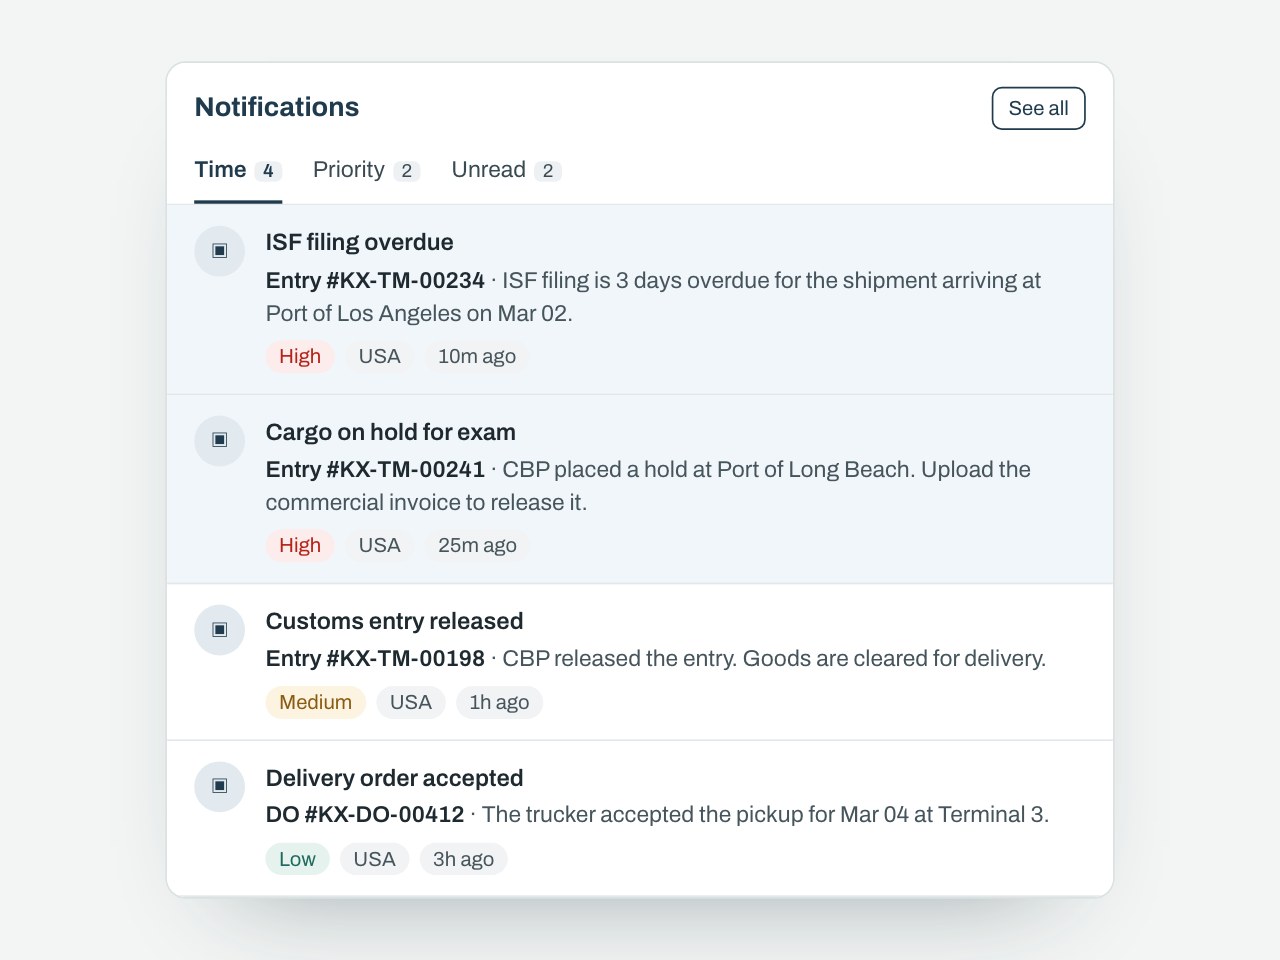 Notifications
See all
Time 4 Priority 2 Unread 2
ISF filing overdue
Entry #KX-TM-00234 · ISF filing is 3 days overdue for the shipment arriving at
Port of Los Angeles on Mar 02.
High USA 10m ago
Cargo on hold for exam
Entry #KX-TM-00241 · CBP placed a hold at Port of Long Beach. Upload the
commercial invoice to release it.
High USA 25m ago
Customs entry released
Entry #KX-TM-00198 · CBP released the entry. Goods are cleared for delivery.
Medium USA 1h ago
Delivery order accepted
DO #KX-DO-00412 · The trucker accepted the pickup for Mar 04 at Terminal 3.
Low USA 3h ago